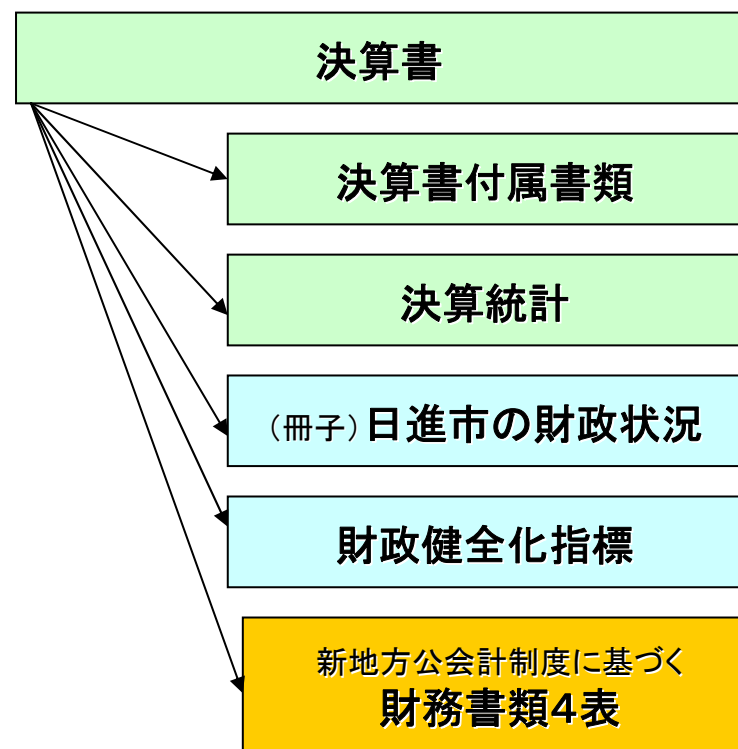 決算書
決算書付属書類
決算統計
（冊子）日進市の財政状況
財政健全化指標
新地方公会計制度に基づく
財務書類4表